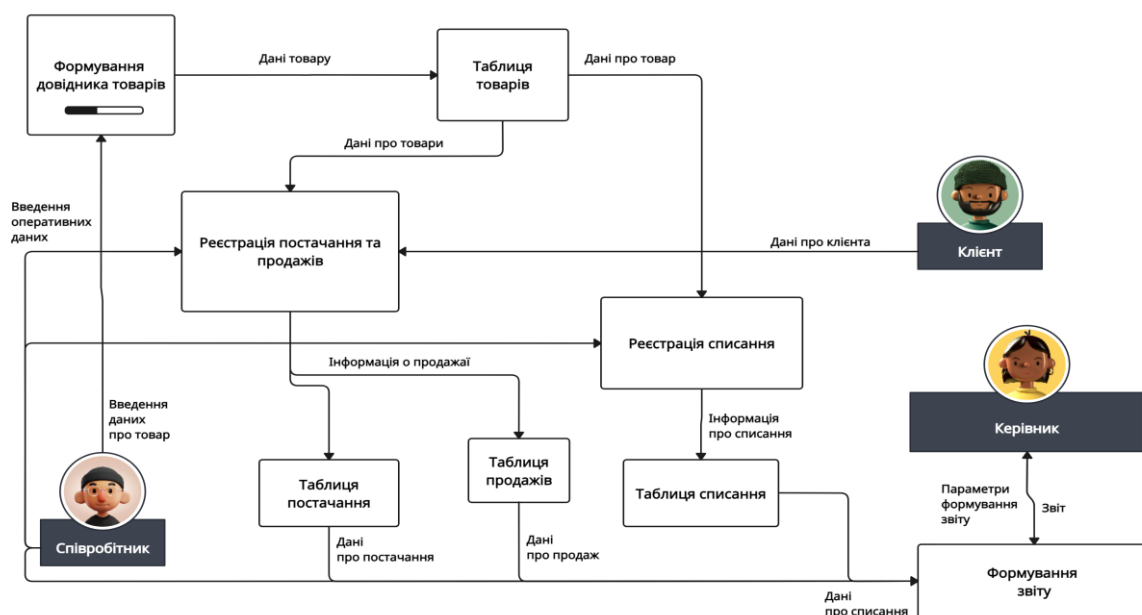 Формування
довідника товарів
Дані товару
Таблиця
товарів
Дані про товар
Дані про товари
Введення
оперативних
даних
Реєстрація постачання та
продажів
Дані про клієнта
Клієнт
Реєстрація списання
Інформація о продажаї
Введення
даних
про товар
Інформація
про списання
Керівник
Таблиця
постачання
Таблиця
продажів
Таблиця списання
Параметри
формування
звіту
Звіт
Співробітник
Дані
про постачання
Дані
про продаж
Дані
про списання
Формування
звіту